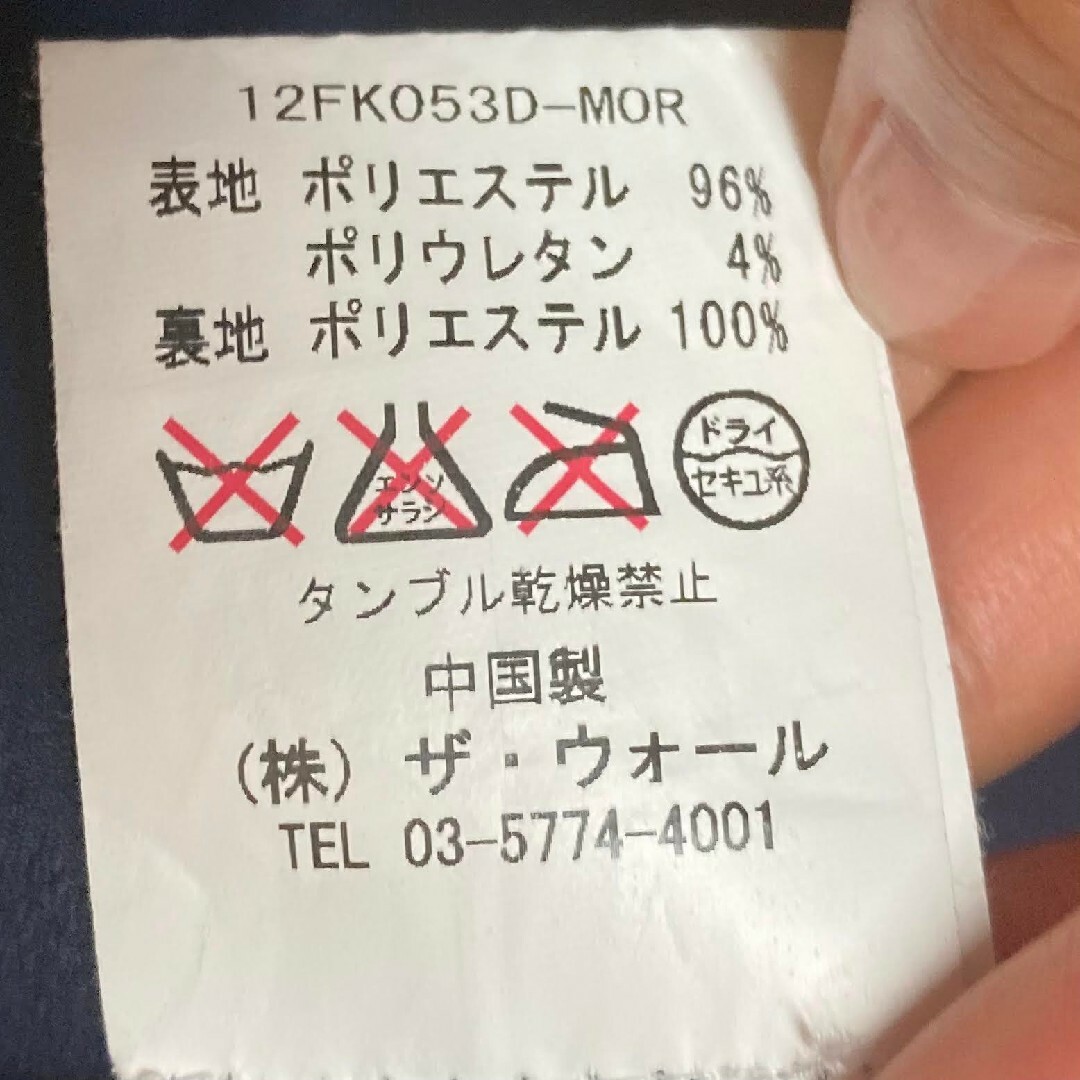 12FK053D-MOR
表地 ポリエステル 96%
ポリウレタン 4%
裏地 ポリエステル 100%
エンソ
サラシ
ドライ
セキユ系
タンブル乾燥禁止
中国製
(株) ザ・ウォール
TEL 03-5774-4001